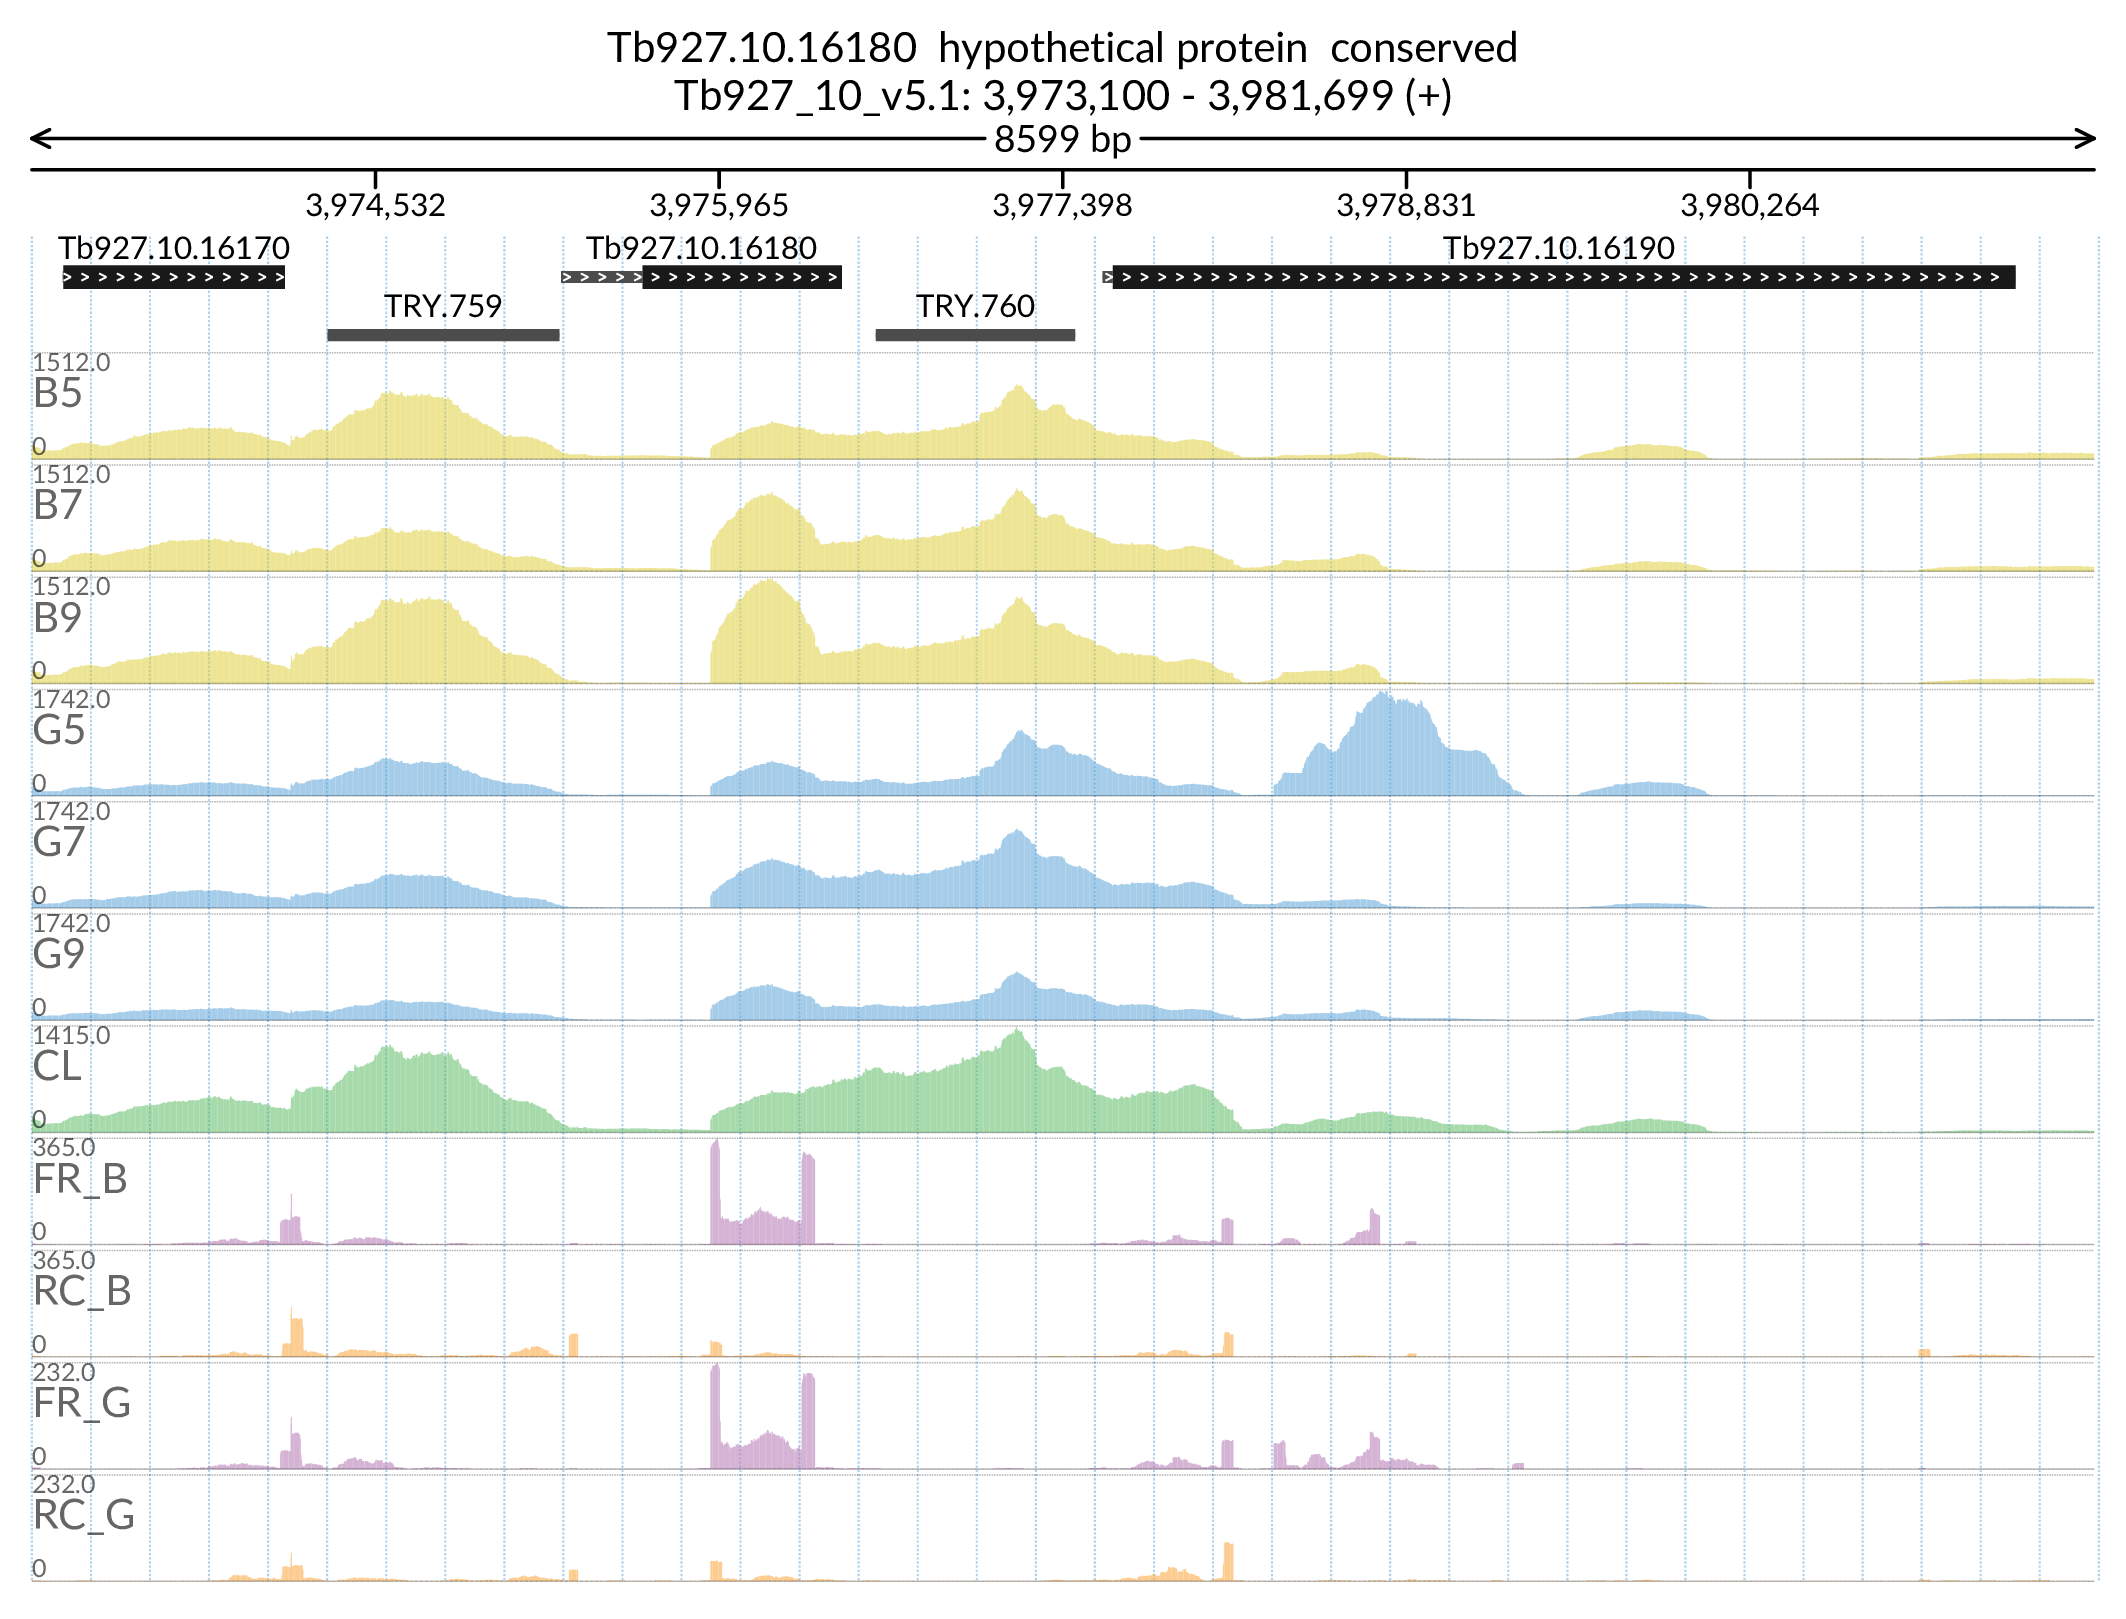 Tb927.10.16180  hypothetical protein  conserved
Tb927_10_v5.1: 3,973,100 - 3,981,699 (+)
8599 bp
3,974,532 3,975,965 3,977,398 3,978,831 3,980,264
Tb927.10.16170 Tb927.10.16180 Tb927.10.16190
TRY.759 TRY.760
1512.0
B5
0
1512.0
B7
0
1512.0
B9
0
1742.0
G5
0
1742.0
G7
0
1742.0
G9
0
1415.0
CL
0
365.0
FR_B
0
365.0
RC_B
0
232.0
FR_G
0
232.0
RC_G
0